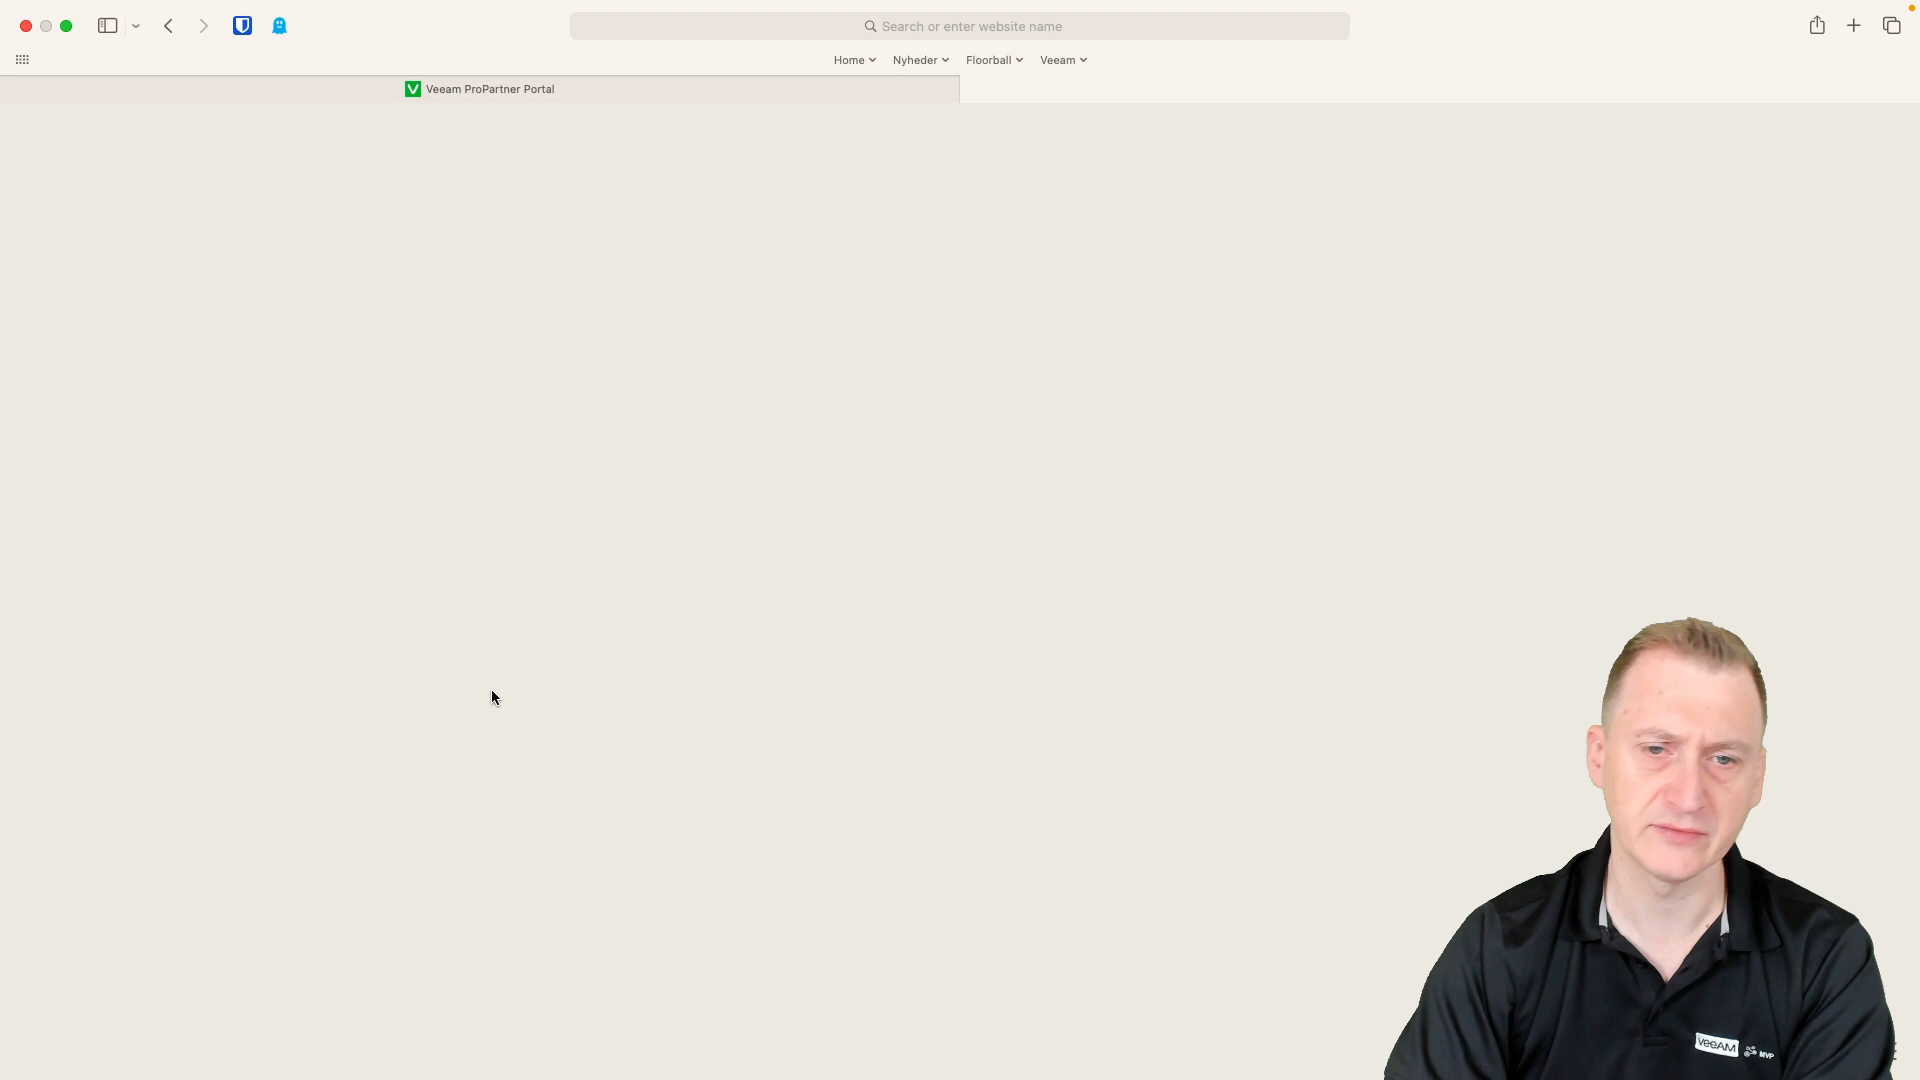 Search or enter website name
Home
Nyheder
Floorball
Veeam
Veeam ProPartner Portal
veeAM
MVP